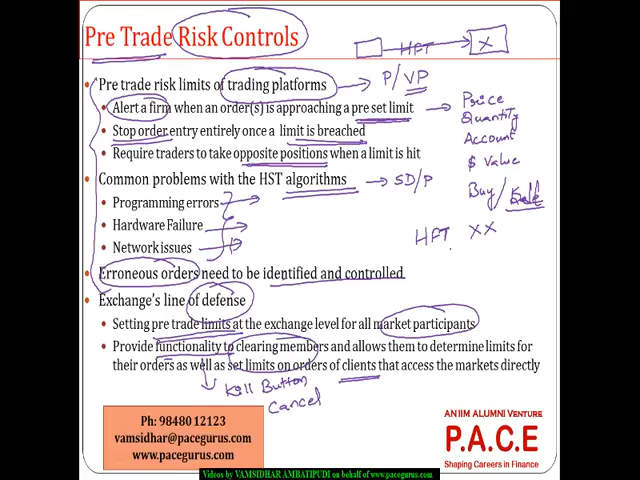 Pre Trade Risk Controls
HFT X
Pre trade risk limits of trading platforms P/VP
Alert a firm when an order(s) is approaching a pre set limit Price
Quantity
Stop order entry entirely once a limit is breached Account
Require traders to take opposite positions when a limit is hit $ Value
Common problems with the HST algorithms SD/P Buy/
Programming errors
Hardware Failure HFT XX
Network issues
Erroneous orders need to be identified and controlled
Exchange's line of defense
Setting pre trade limits at the exchange level for all market participants
Provide functionality to clearing members and allows them to determine limits for
their orders as well as set limits on orders of clients that access the markets directly
Kill Button
Cancel
Ph: 98480 12123
vamsidhar@pacegurus.com
www.pacegurus.com
AN IIM ALUMNI VENTURE
P.A.C.E
Shaping Careers in Finance
Videos by VAMSIDHAR AMBATIPUDI on behalf of www.pacegurus.com